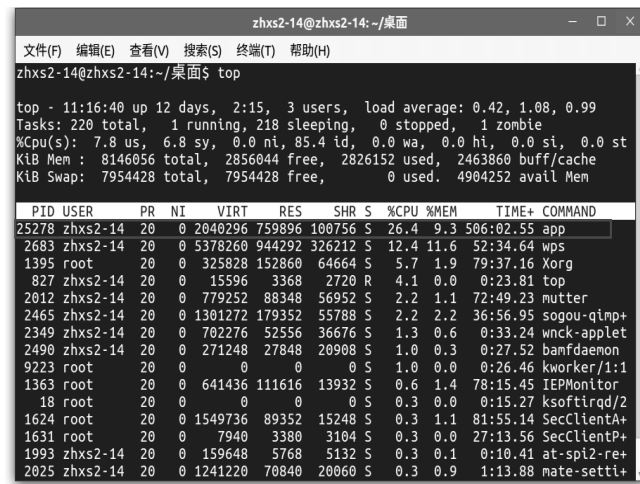 zhxs2-14@zhxs2-14: ~/桌面
文件(F) 编辑(E) 查看(V) 搜索(S) 终端(T) 帮助(H)
zhxs2-14@zhxs2-14:~/桌面$ top
top - 11:16:40 up 12 days, 2:15, 3 users, load average: 0.42, 1.08, 0.99
Tasks: 220 total, 1 running, 218 sleeping, 0 stopped, 1 zombie
%Cpu(s): 7.8 us, 6.8 sy, 0.0 ni, 85.4 id, 0.0 wa, 0.0 hi, 0.0 si, 0.0 st
KiB Mem : 8146056 total, 2856044 free, 2826152 used, 2463860 buff/cache
KiB Swap: 7954428 total, 7954428 free, 0 used. 4904252 avail Mem
PID USER PR NI VIRT RES SHR S %CPU %MEM TIME+ COMMAND
25278 zhxs2-14 20 0 2040296 759896 100756 S 26.4 9.3 506:02.55 app
2683 zhxs2-14 20 0 5378260 944292 326212 S 12.4 11.6 52:34.64 wps
1395 root 20 0 325828 152860 64664 S 5.7 1.9 79:37.16 Xorg
827 zhxs2-14 20 0 15596 3368 2720 R 4.1 0.0 0:23.81 top
2012 zhxs2-14 20 0 779252 88348 56952 S 2.2 1.1 72:49.23 mutter
2465 zhxs2-14 20 0 1301272 179352 55788 S 2.2 2.2 36:56.95 sogou-qimp+
2349 zhxs2-14 20 0 702276 52556 36676 S 1.3 0.6 0:33.24 wnck-applet
2490 zhxs2-14 20 0 271248 27848 20908 S 1.0 0.3 0:27.52 bamfdaemon
9223 root 20 0 0 0 0 S 1.0 0.0 0:26.46 kworker/1:1
1363 root 20 0 641436 111616 13932 S 0.6 1.4 78:15.45 IEPMonitor
18 root 20 0 0 0 0 S 0.3 0.0 0:15.27 ksoftirqd/2
1624 root 20 0 1549736 89352 15248 S 0.3 1.1 81:55.14 SecClientA+
1631 root 20 0 7940 3380 3104 S 0.3 0.0 27:13.56 SecClientP+
1993 zhxs2-14 20 0 159648 5768 5132 S 0.3 0.1 0:10.41 at-spi2-re+
2025 zhxs2-14 20 0 1241220 70840 20060 S 0.3 0.9 1:13.88 mate-setti+